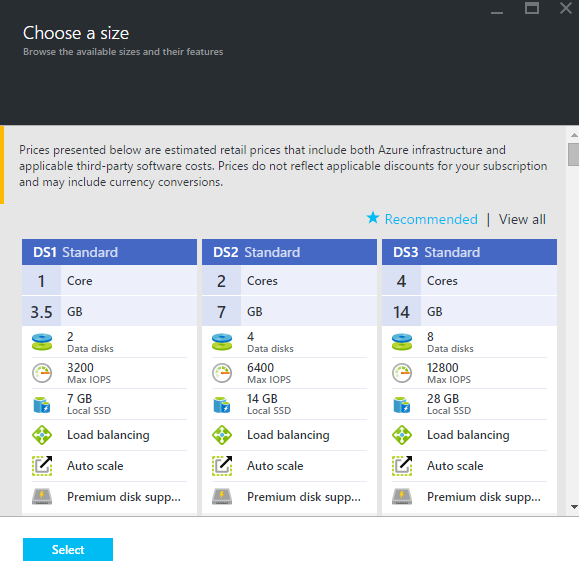 Choose a size
Browse the available sizes and their features
Prices presented below are estimated retail prices that include both Azure infrastructure and
applicable third-party software costs. Prices do not reflect applicable discounts for your subscription
and may include currency conversions.
Recommended | View all
DS1 Standard
1 Core
3.5 GB
2
Data disks
3200
Max IOPS
7 GB
Local SSD
Load balancing
Auto scale
Premium disk supp...
DS2 Standard
2 Cores
7 GB
4
Data disks
6400
Max IOPS
14 GB
Local SSD
Load balancing
Auto scale
Premium disk supp...
DS3 Standard
4 Cores
14 GB
8
Data disks
12800
Max IOPS
28 GB
Local SSD
Load balancing
Auto scale
Premium disk supp...
Select